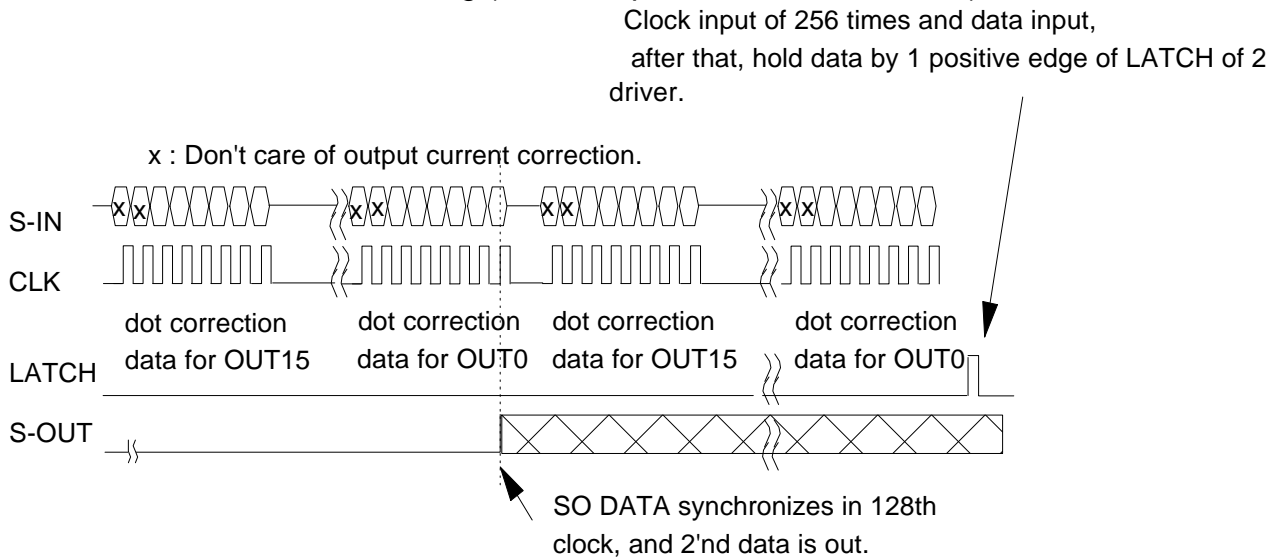 Clock input of 256 times and data input,
after that, hold data by 1 positive edge of LATCH of 2
driver.
x : Don't care of output current correction.
S-IN
x x x x x x x x
CLK
dot correction dot correction dot correction dot correction
data for OUT15 data for OUT0 data for OUT15 data for OUT0
LATCH
S-OUT
SO DATA synchronizes in 128th
clock, and 2'nd data is out.